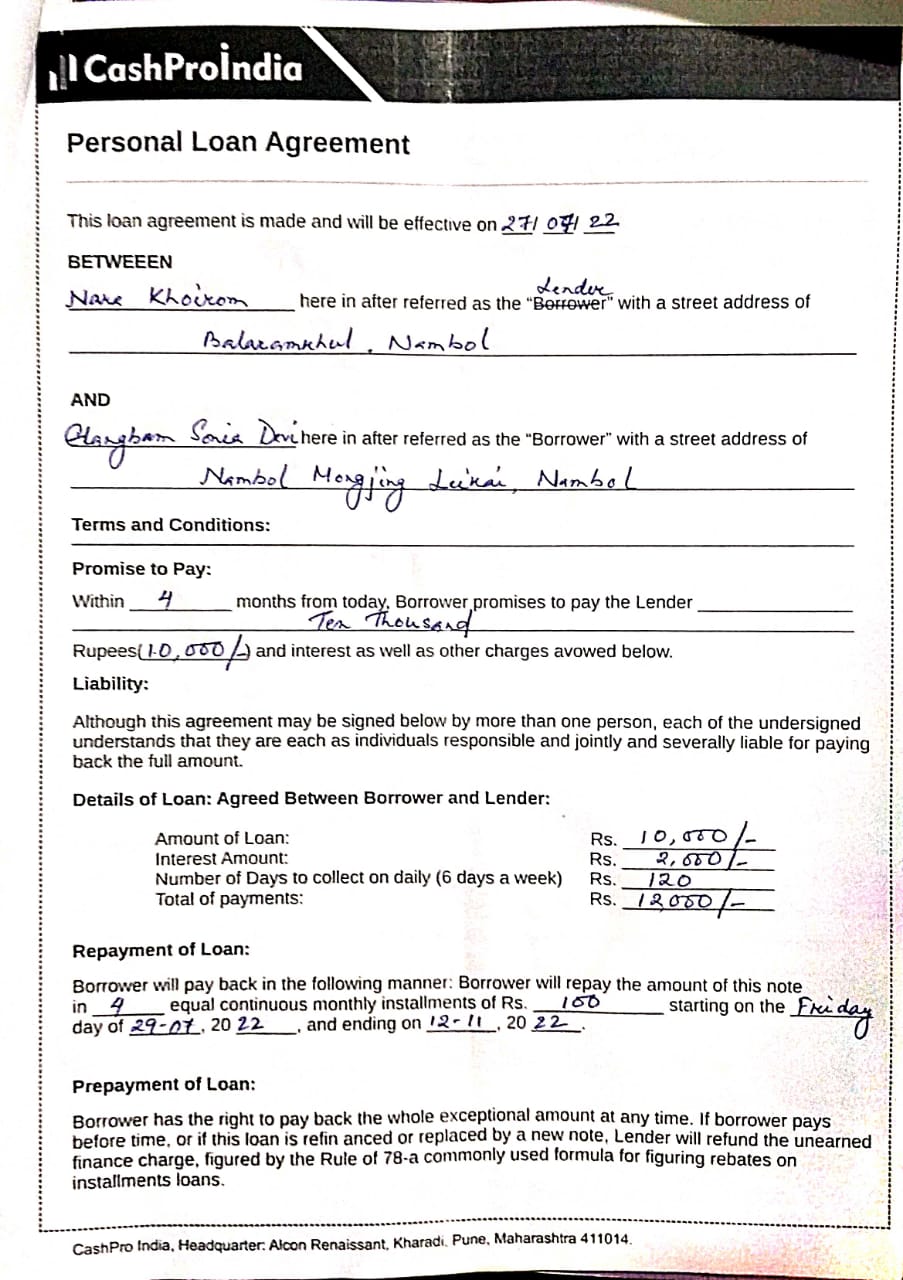 CashProIndia
Personal Loan Agreement
This loan agreement is made and will be effective on 27/ 07/ 22
BETWEEEN
Lender
Nare Khoirom here in after referred as the “Borrower” with a street address of
Balaramkhul, Nambol
AND
Olangbam Sonia Devi here in after referred as the “Borrower” with a street address of
Nambol Mongjing Leikai, Nambol
Terms and Conditions:
Promise to Pay:
Within 4 months from today, Borrower promises to pay the Lender
Ten Thousand
Rupees(10,000/-) and interest as well as other charges avowed below.
Liability:
Although this agreement may be signed below by more than one person, each of the undersigned
understands that they are each as individuals responsible and jointly and severally liable for paying
back the full amount.
Details of Loan: Agreed Between Borrower and Lender:
Amount of Loan: Rs. 10,000/-
Interest Amount: Rs. 2,000/-
Number of Days to collect on daily (6 days a week) Rs. 120
Total of payments: Rs. 12000/-
Repayment of Loan:
Borrower will pay back in the following manner: Borrower will repay the amount of this note
in 4 equal continuous monthly installments of Rs. 100 starting on the Friday
day of 29-07, 20 22, and ending on 12-11, 20 22.
Prepayment of Loan:
Borrower has the right to pay back the whole exceptional amount at any time. If borrower pays
before time, or if this loan is refin anced or replaced by a new note, Lender will refund the unearned
finance charge, figured by the Rule of 78-a commonly used formula for figuring rebates on
installments loans.
CashPro India, Headquarter: Alcon Renaissant, Kharadi, Pune, Maharashtra 411014.